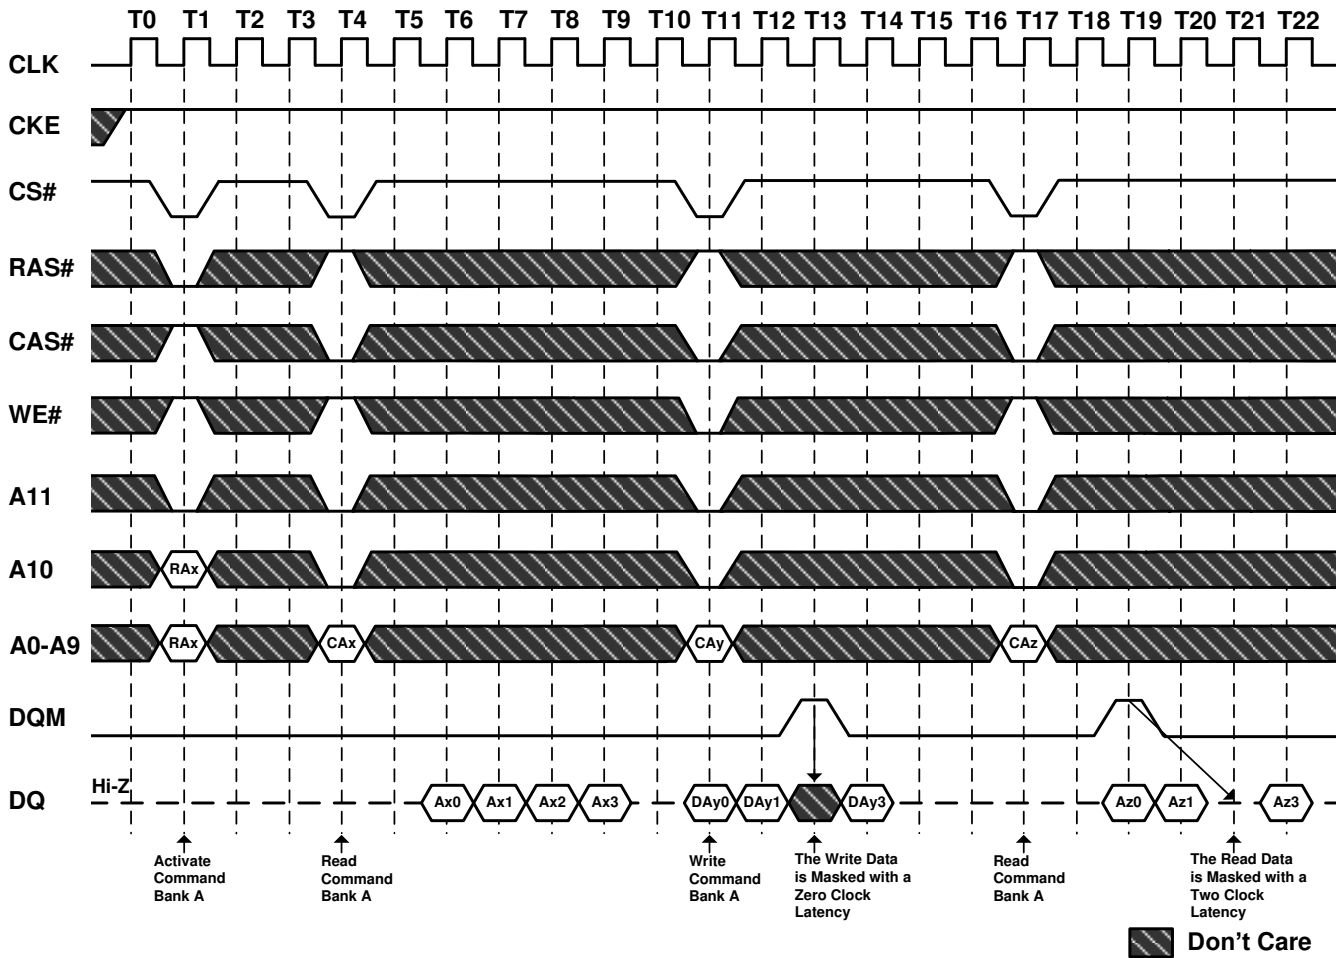 T0 T1 T2 T3 T4 T5 T6 T7 T8 T9 T10 T11 T12 T13 T14 T15 T16 T17 T18 T19 T20 T21 T22
CLK
CKE
CS#
RAS#
CAS#
WE#
A11
A10 RAx
A0-A9 RAx CAx CAy CAz
DQM
Hi-Z
DQ Ax0 Ax1 Ax2 Ax3 DAy0 DAy1 DAy3 Az0 Az1 Az3
Activate
Command
Bank A
Read
Command
Bank A
Write
Command
Bank A
The Write Data
is Masked with a
Zero Clock
Latency
Read
Command
Bank A
The Read Data
is Masked with a
Two Clock
Latency
Don't Care